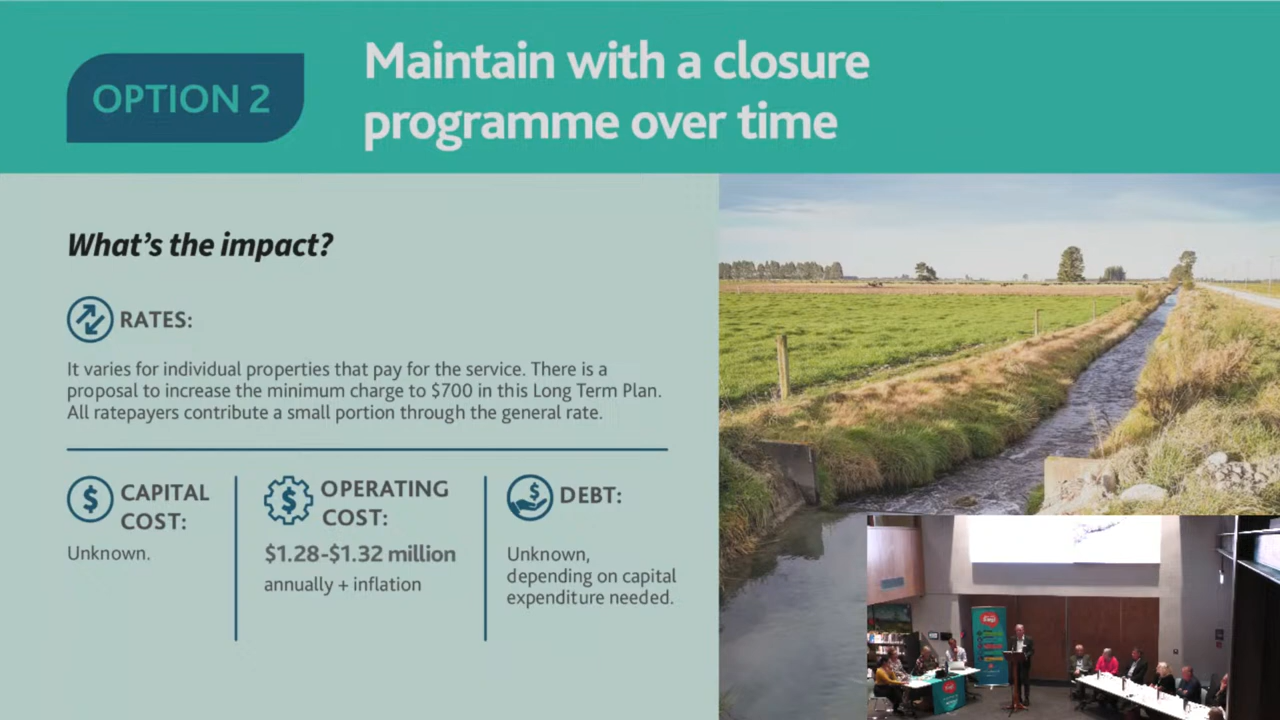 OPTION 2
Maintain with a closure
programme over time
What's the impact?
RATES:
It varies for individual properties that pay for the service. There is a
proposal to increase the minimum charge to $700 in this Long Term Plan.
All ratepayers contribute a small portion through the general rate.
CAPITAL
COST:
Unknown.
OPERATING
COST:
$1.28-$1.32 million
annually + inflation
DEBT:
Unknown,
depending on capital
expenditure needed.